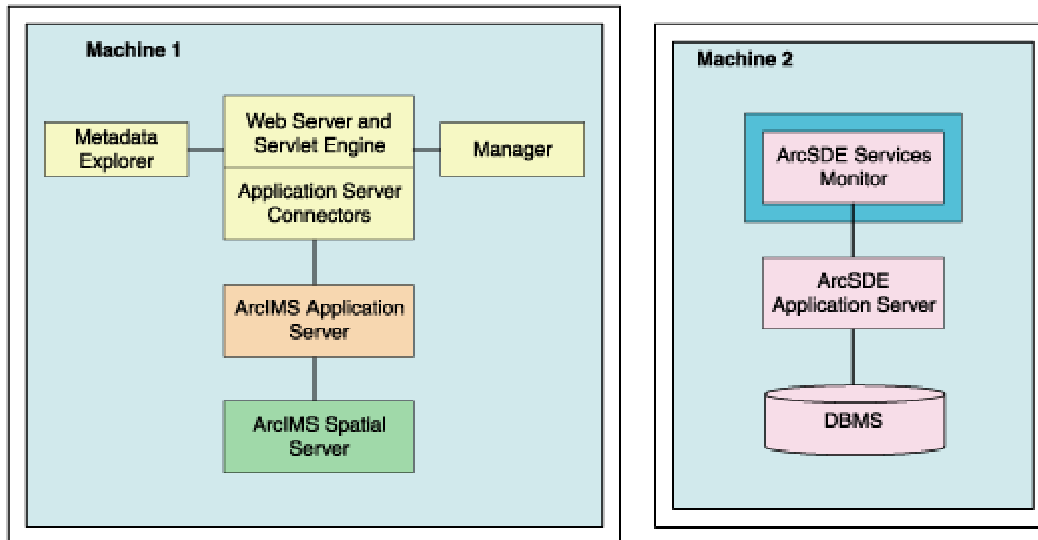 Machine 1
Metadata
Explorer
Web Server and
Servlet Engine
Application Server
Connectors
Manager
ArcIMS Application
Server
ArcIMS Spatial
Server
Machine 2
ArcSDE Services
Monitor
ArcSDE
Application Server
DBMS